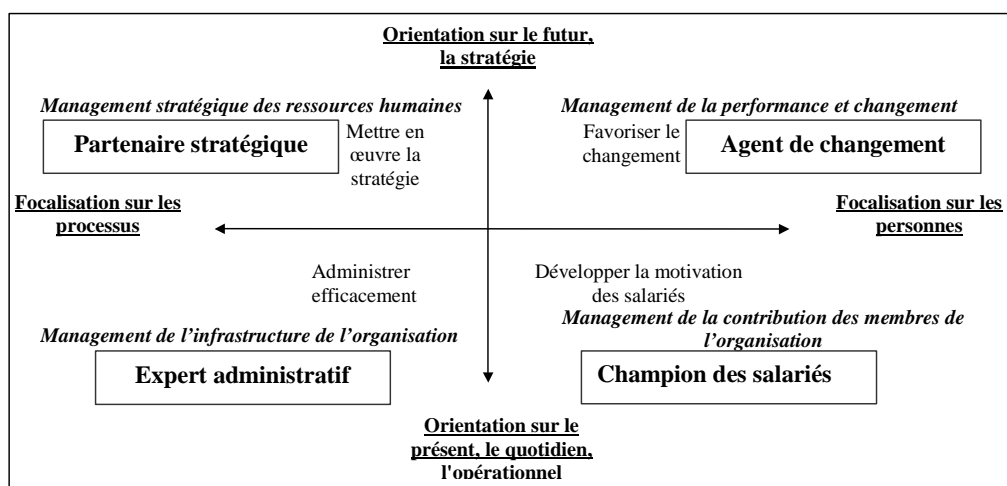 Orientation sur le futur,
la stratégie
Management stratégique des ressources humaines
Management de la performance et changement
Partenaire stratégique
Mettre en
œuvre la
stratégie
Favoriser le
changement
Agent de changement
Focalisation sur les
processus
Focalisation sur les
personnes
Administrer
efficacement
Développer la motivation
des salariés
Management de l’infrastructure de l’organisation
Management de la contribution des membres de
l’organisation
Expert administratif
Champion des salariés
Orientation sur le
présent, le quotidien,
l'opérationnel